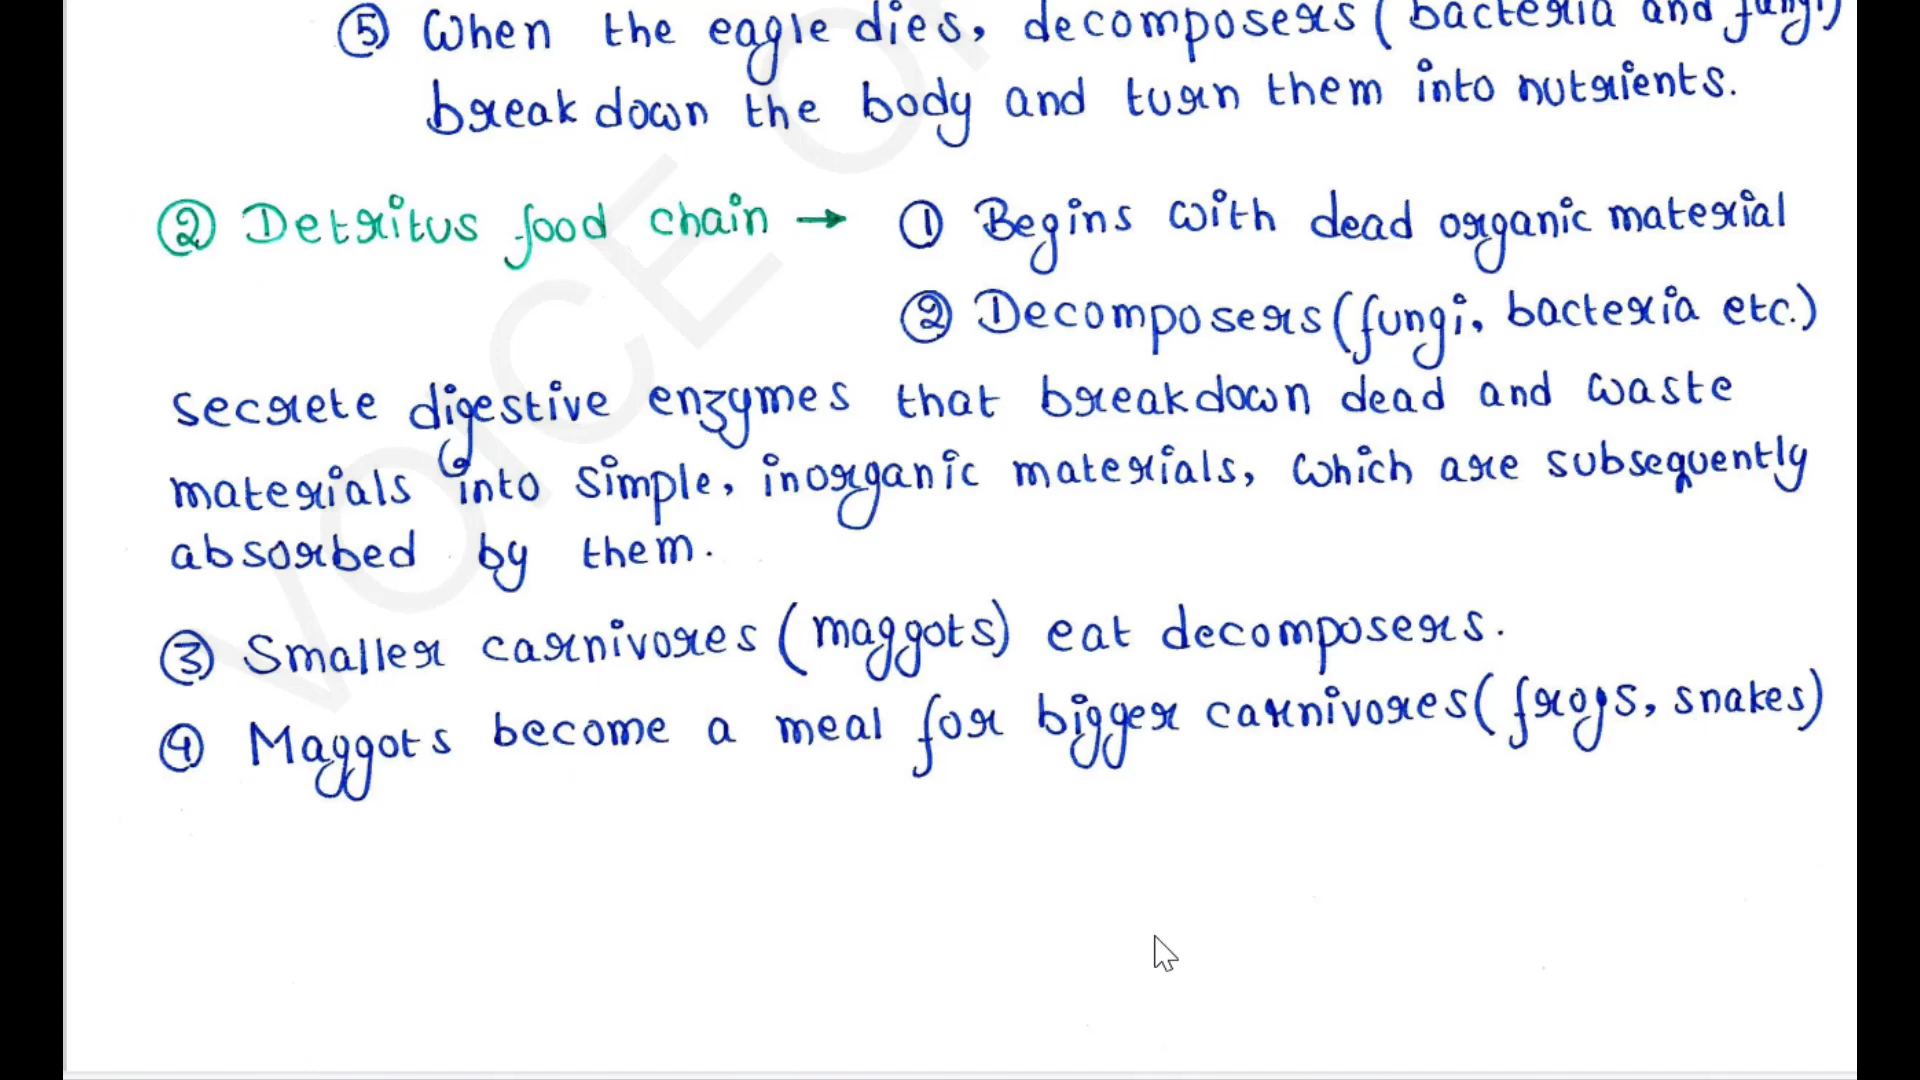 ⑤ When the eagle dies, decomposers (bacteria and fungi)
break down the body and turn them into nutrients.
② Detritus food chain → ① Begins with dead organic material
② Decomposers (fungi, bacteria etc.)
secrete digestive enzymes that breakdown dead and waste
materials into simple, inorganic materials, which are subsequently
absorbed by them.
③ Smaller carnivores (maggots) eat decomposers.
④ Maggots become a meal for bigger carnivores (frogs, snakes)
VOICE O